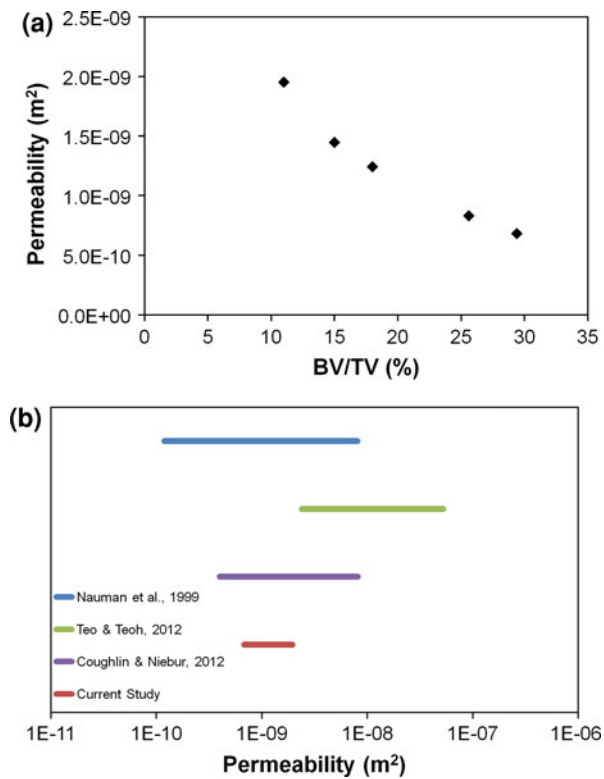 (a)
2.5E-09
2.0E-09
1.5E-09
1.0E-09
5.0E-10
0.0E+00
Permeability (m²)
0 5 10 15 20 25 30 35
BV/TV (%)
(b)
Nauman et al., 1999
Teo & Teoh, 2012
Coughlin & Niebur, 2012
Current Study
1E-11 1E-10 1E-09 1E-08 1E-07 1E-06
Permeability (m²)